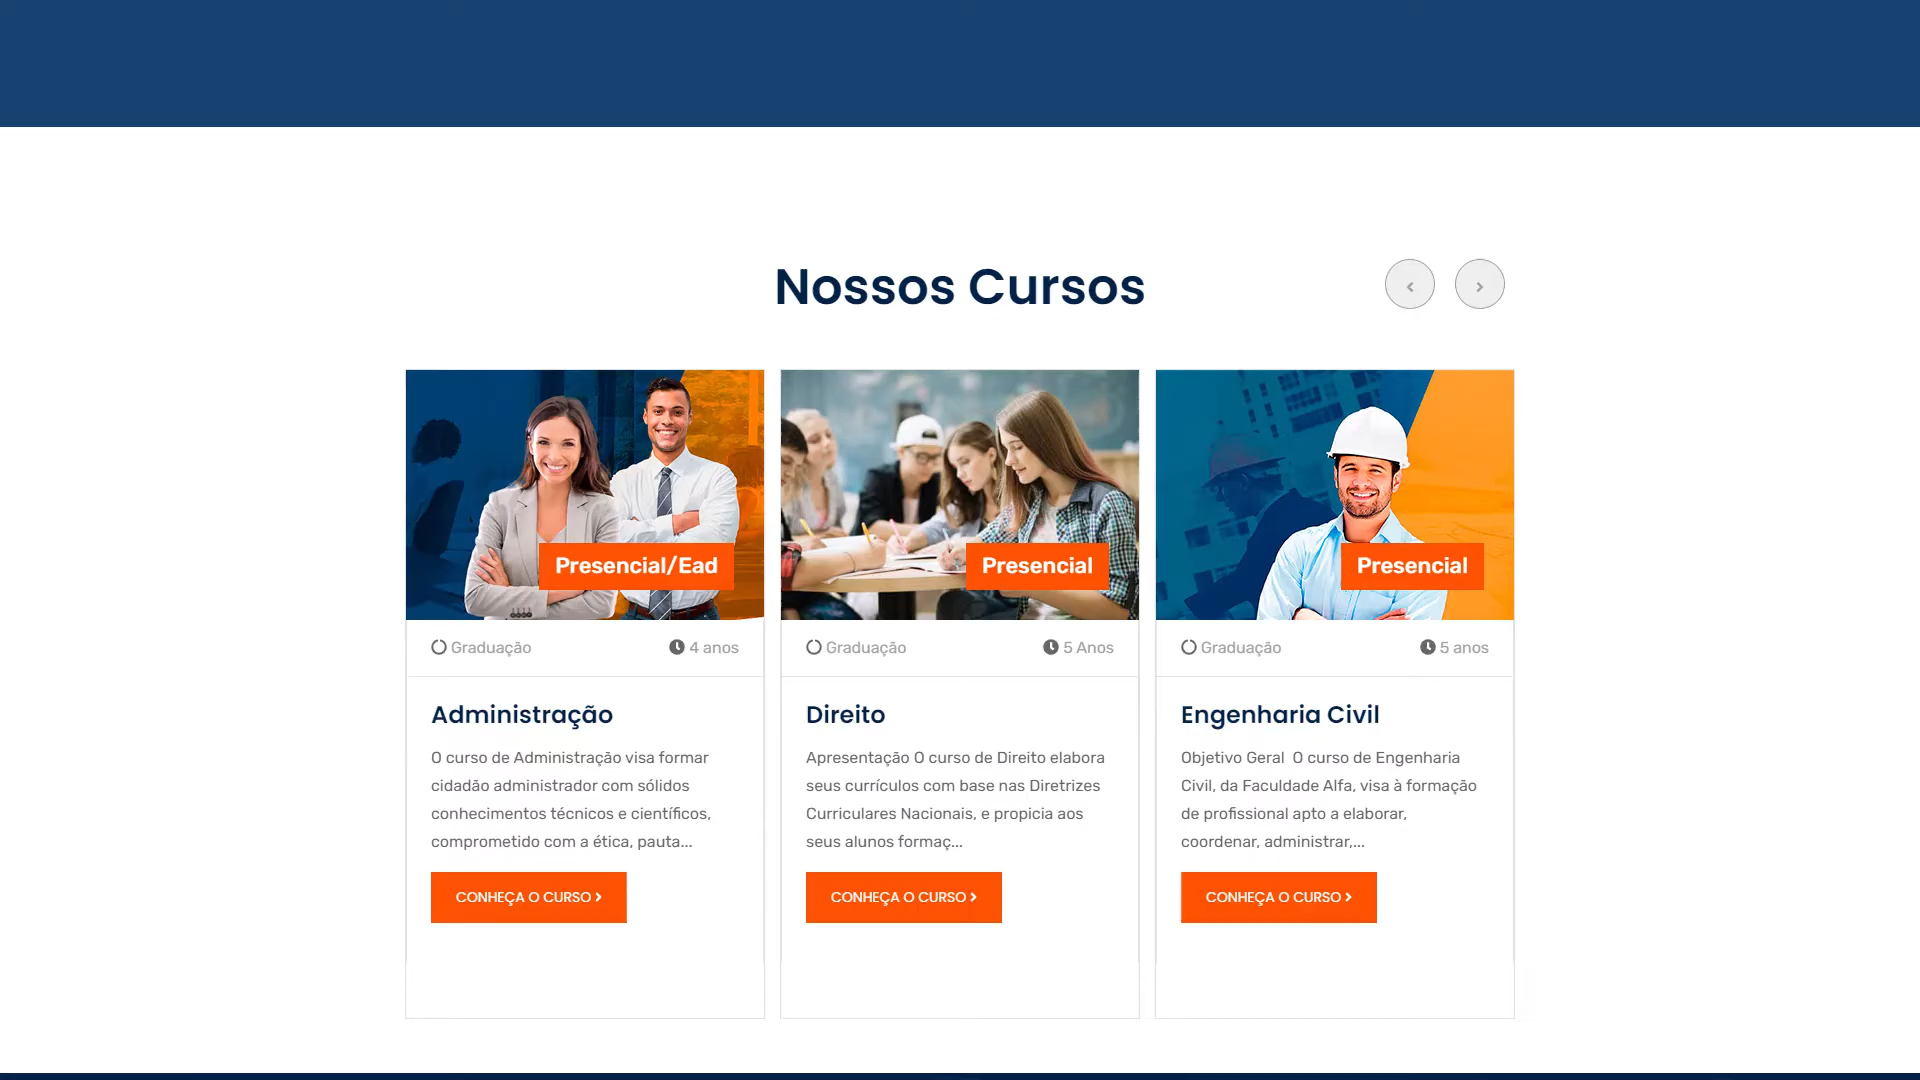 Nossos Cursos
Presencial/Ead
Graduação
4 anos
Administração
O curso de Administração visa formar
cidadão administrador com sólidos
conhecimentos técnicos e científicos,
comprometido com a ética, pauta...
CONHEÇA O CURSO
Presencial
Graduação
5 Anos
Direito
Apresentação O curso de Direito elabora
seus currículos com base nas Diretrizes
Curriculares Nacionais, e propicia aos
seus alunos formaç...
CONHEÇA O CURSO
Presencial
Graduação
5 anos
Engenharia Civil
Objetivo Geral  O curso de Engenharia
Civil, da Faculdade Alfa, visa à formação
de profissional apto a elaborar,
coordenar, administrar,...
CONHEÇA O CURSO